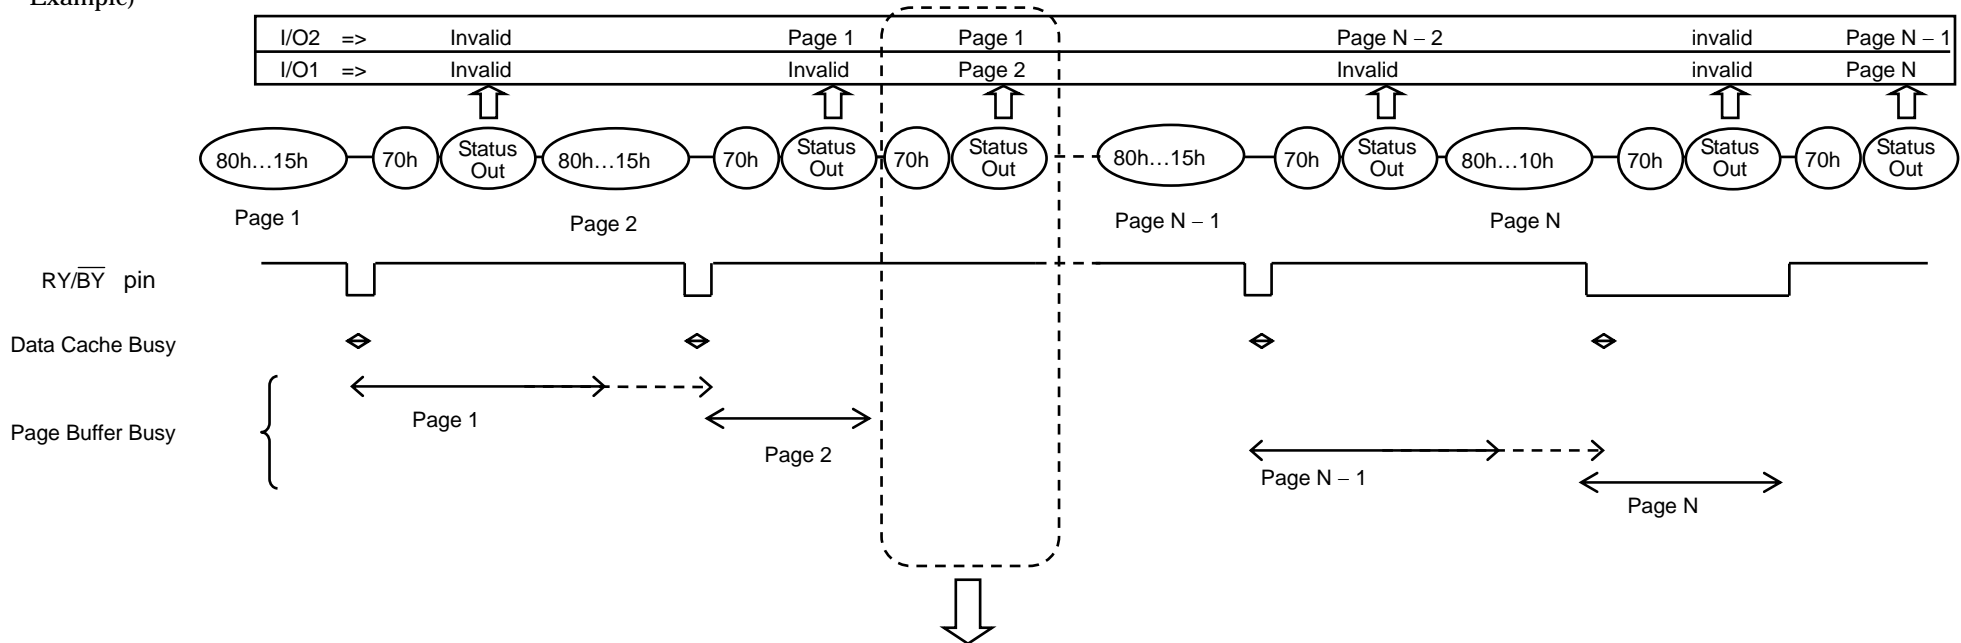 Example)
I/O2 => Invalid Page 1 Page 1 Page N – 2 invalid Page N – 1
I/O1 => Invalid Invalid Page 2 Invalid invalid Page N
80h…15h 70h Status Out 80h…15h 70h Status Out 70h Status Out 80h…15h 70h Status Out 80h…10h 70h Status Out 70h Status Out
Page 1 Page 2 Page N – 1 Page N
RY/B̅Y̅ pin
Data Cache Busy
Page 1
Page Buffer Busy
Page 2
Page N – 1
Page N